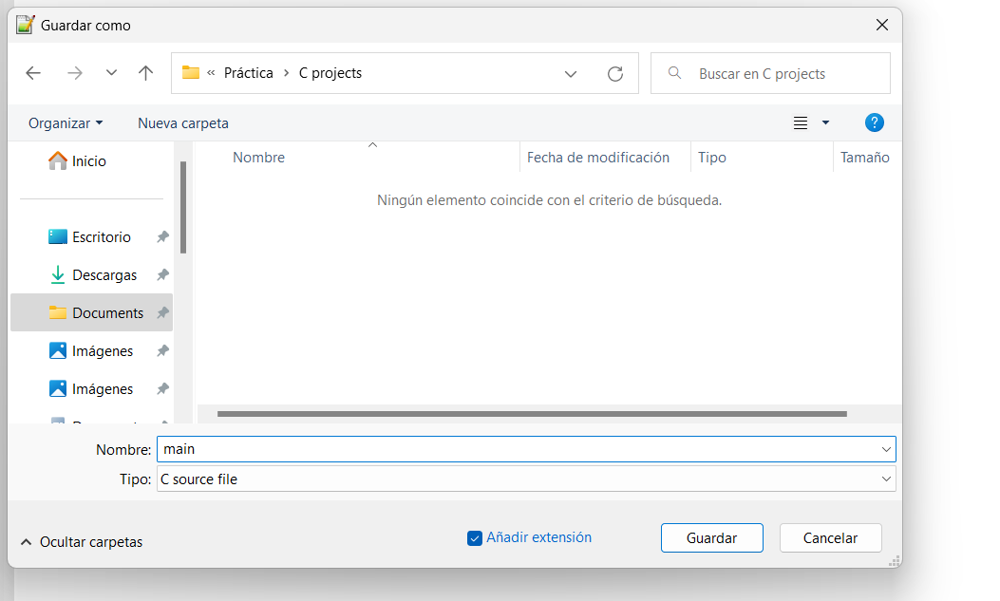 Guardar como
« Práctica > C projects
Buscar en C projects
Organizar Nueva carpeta ?
Nombre Fecha de modificación Tipo Tamaño
Ningún elemento coincide con el criterio de búsqueda.
Inicio
Escritorio
Descargas
Documents
Imágenes
Imágenes
Nombre: main
Tipo: C source file
Ocultar carpetas
Añadir extensión
Guardar
Cancelar